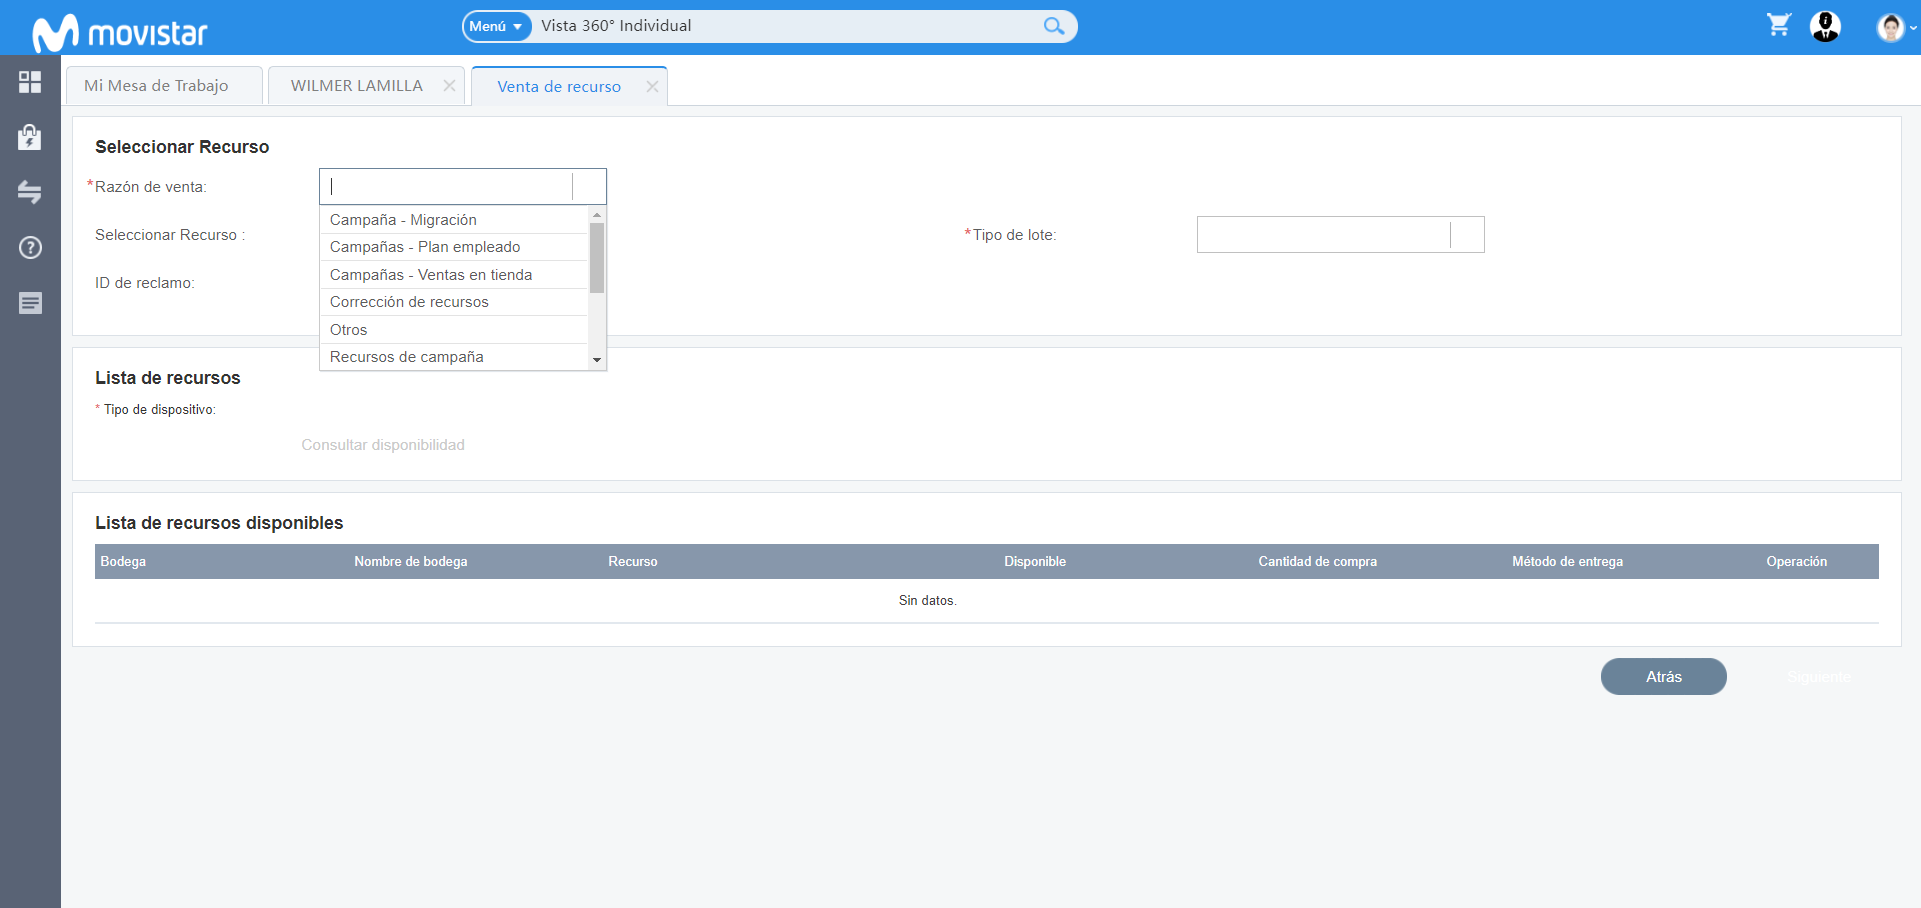 movistar
Menú
Vista 360° Individual
Mi Mesa de Trabajo
WILMER LAMILLA
Venta de recurso
Seleccionar Recurso
*Razón de venta:
Campaña - Migración
Campañas - Plan empleado
Campañas - Ventas en tienda
Corrección de recursos
Otros
Recursos de campaña
Seleccionar Recurso :
*Tipo de lote:
ID de reclamo:
Lista de recursos
* Tipo de dispositivo:
Consultar disponibilidad
Lista de recursos disponibles
Bodega Nombre de bodega Recurso Disponible Cantidad de compra Método de entrega Operación
Sin datos.
Atrás
Siguiente